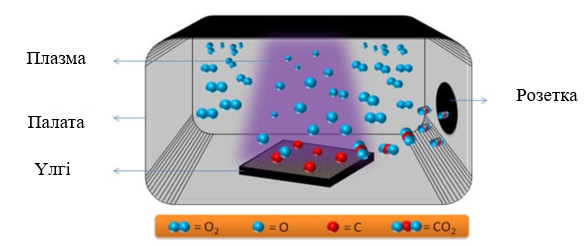 Плазма
Розетка
Палата
Үлгі
= O₂ = O = C = CO₂